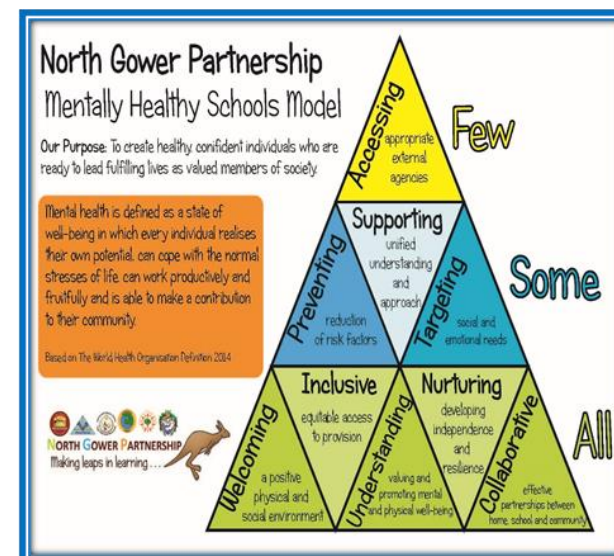 North Gower Partnership
Mentally Healthy Schools Model
Our Purpose: To create healthy, confident individuals who are
ready to lead fulfilling lives as valued members of society.
Mental health is defined as a state of
well-being in which every individual realises
their own potential, can cope with the normal
stresses of life, can work productively and
fruitfully and is able to make a contribution
to their community.
Based on The World Health Organisation Definition 2014
NORTH GOWER PARTNERSHIP
Making leaps in learning....
Accessing
appropriate
external
agencies
Few
Preventing
reduction
of risk factors
Supporting
unified
understanding
and
approach
Targeting
social and
emotional needs
Some
Welcoming
a positive
physical and
social environment
Inclusive
equitable access
to provision
Understanding
valuing and
promoting mental
and physical well-being
Nurturing
developing
independence
and
resilience
Collaborative
effective
partnerships between
home, school and community
All